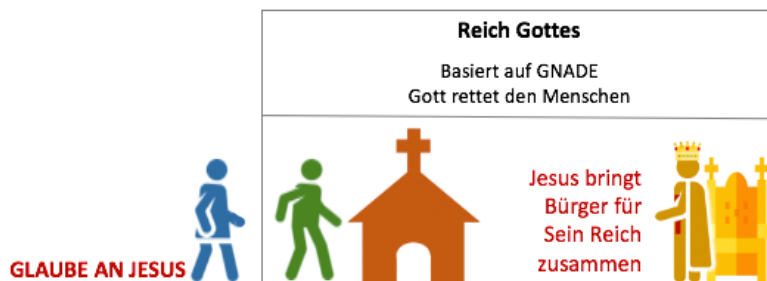 Reich Gottes
Basiert auf GNADE
Gott rettet den Menschen
GLAUBE AN JESUS
Jesus bringt
Bürger für
Sein Reich
zusammen